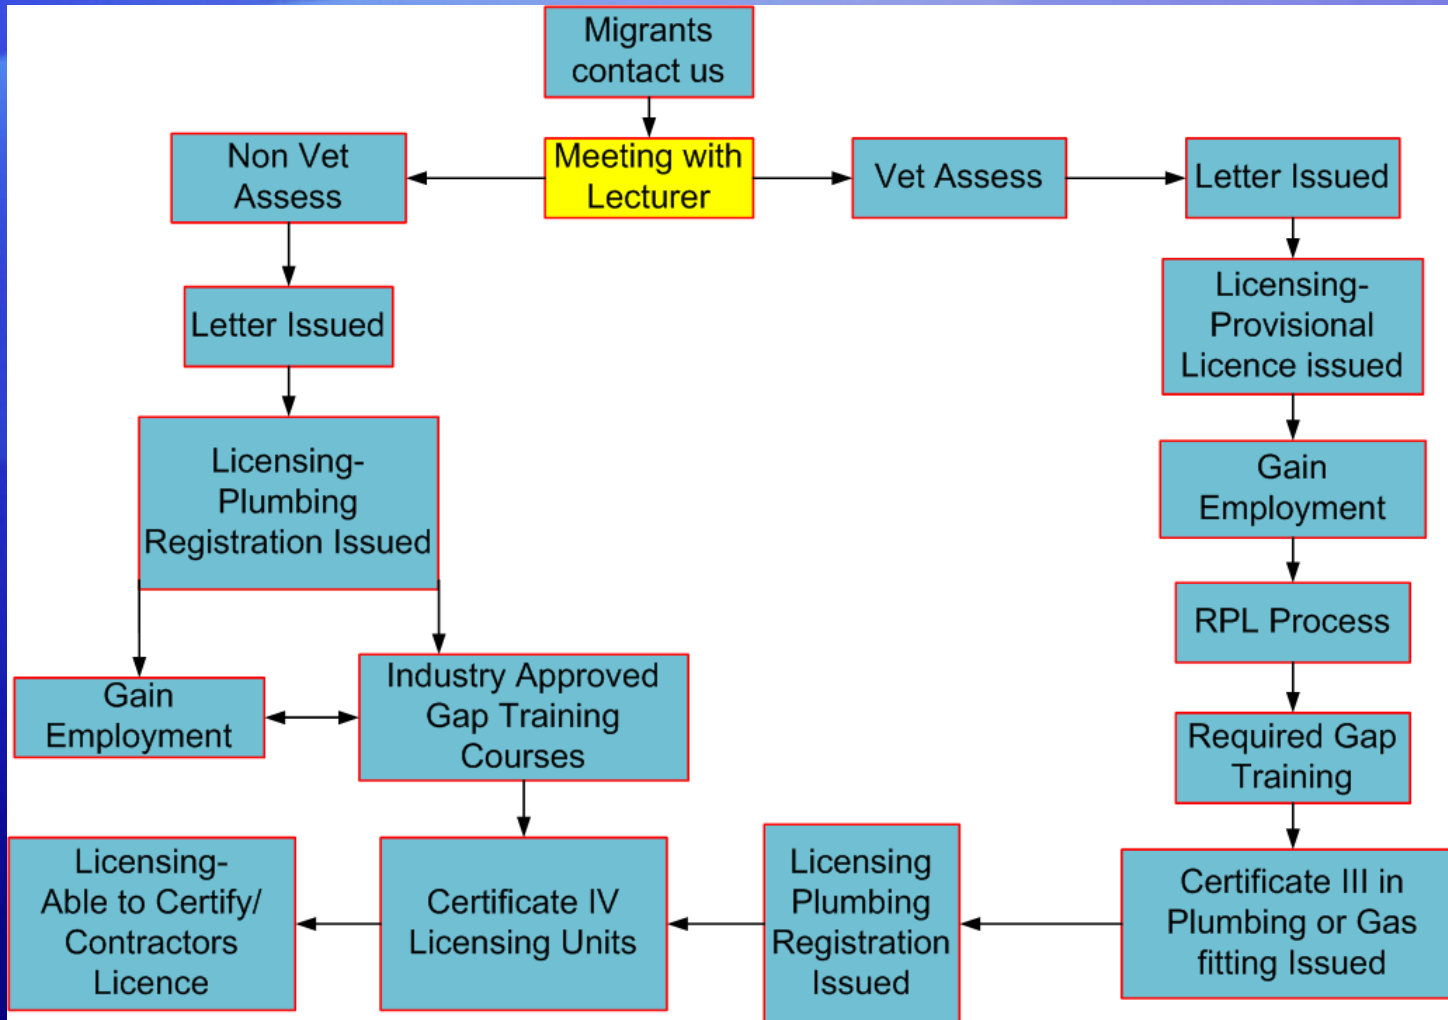 Migrants
contact us
Non Vet
Assess
Meeting with
Lecturer
Vet Assess
Letter Issued
Letter Issued
Licensing-
Provisional
Licence issued
Licensing-
Plumbing
Registration Issued
Gain
Employment
RPL Process
Gain
Employment
Industry Approved
Gap Training
Courses
Required Gap
Training
Licensing-
Able to Certify/
Contractors
Licence
Certificate IV
Licensing Units
Licensing
Plumbing
Registration
Issued
Certificate III in
Plumbing or Gas
fitting Issued